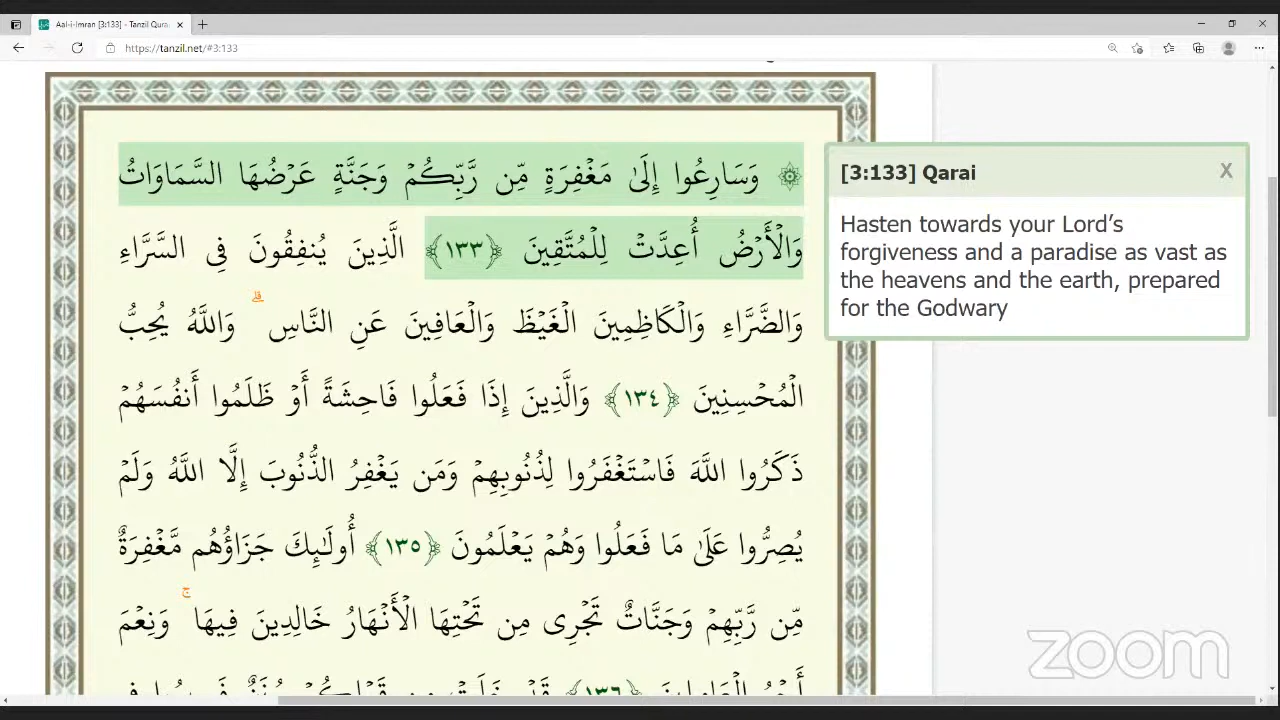 Aal-i-Imran [3:133] - Tanzil Qura
https://tanzil.net/#3:133
۞ وَسَارِعُوا إِلَىٰ مَغْفِرَةٍ مِّن رَّبِّكُمْ وَجَنَّةٍ عَرْضُهَا السَّمَاوَاتُ
وَالْأَرْضُ أُعِدَّتْ لِلْمُتَّقِينَ ﴿١٣٣﴾ الَّذِينَ يُنفِقُونَ فِي السَّرَّاءِ
وَالضَّرَّاءِ وَالْكَاظِمِينَ الْغَيْظَ وَالْعَافِينَ عَنِ النَّاسِ ۗ وَاللَّهُ يُحِبُّ
الْمُحْسِنِينَ ﴿١٣٤﴾ وَالَّذِينَ إِذَا فَعَلُوا فَاحِشَةً أَوْ ظَلَمُوا أَنفُسَهُمْ
ذَكَرُوا اللَّهَ فَاسْتَغْفَرُوا لِذُنُوبِهِمْ وَمَن يَغْفِرُ الذُّنُوبَ إِلَّا اللَّهُ وَلَمْ
يُصِرُّوا عَلَىٰ مَا فَعَلُوا وَهُمْ يَعْلَمُونَ ﴿١٣٥﴾ أُولَٰئِكَ جَزَاؤُهُم مَّغْفِرَةٌ
مِّن رَّبِّهِمْ وَجَنَّاتٌ تَجْرِي مِن تَحْتِهَا الْأَنْهَارُ خَالِدِينَ فِيهَا ۚ وَنِعْمَ
[3:133] Qarai
X
Hasten towards your Lord’s
forgiveness and a paradise as vast as
the heavens and the earth, prepared
for the Godwary
zoom